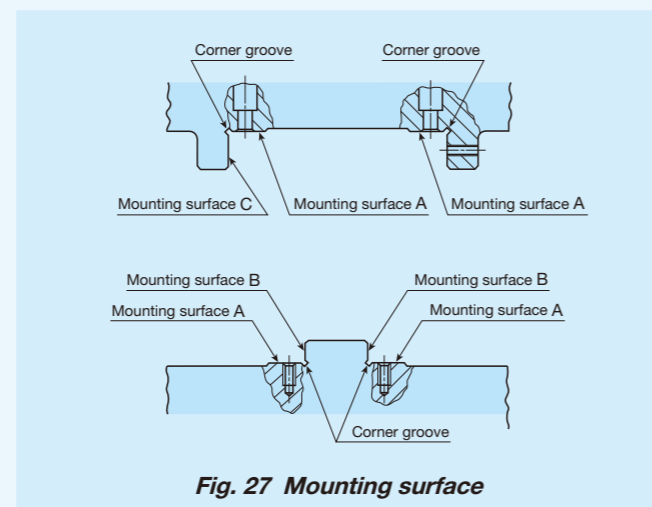 Corner groove Corner groove
Mounting surface C Mounting surface A Mounting surface A
Mounting surface B Mounting surface B
Mounting surface A Mounting surface A
Corner groove
Fig. 27 Mounting surface